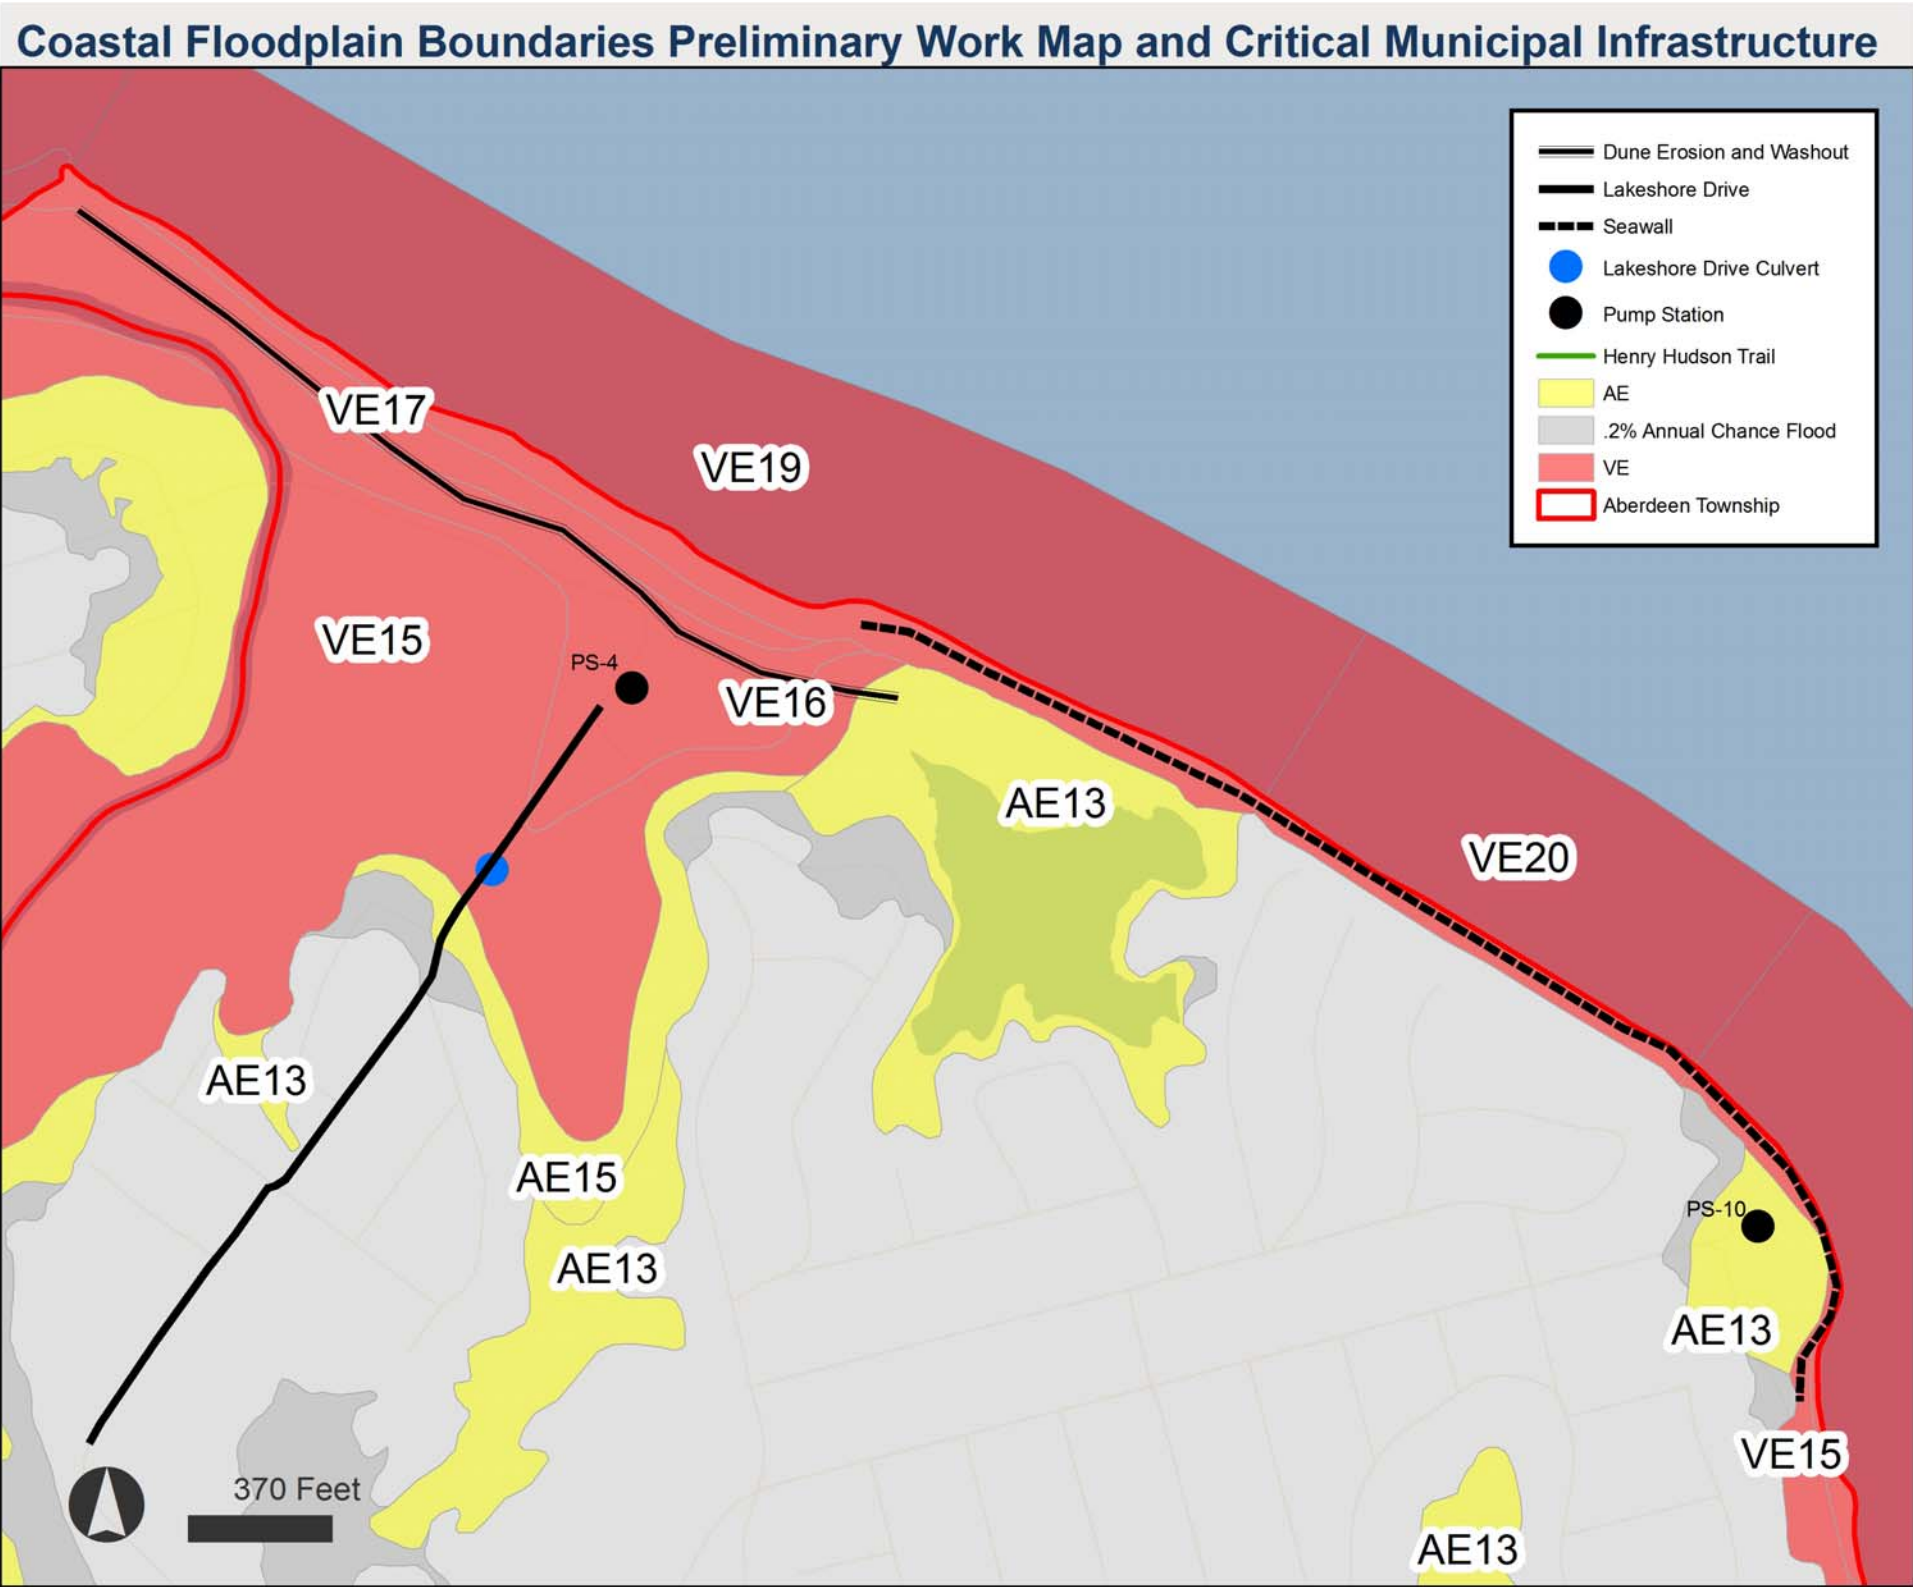 Coastal Floodplain Boundaries Preliminary Work Map and Critical Municipal Infrastructure
Dune Erosion and Washout
Lakeshore Drive
Seawall
Lakeshore Drive Culvert
Pump Station
Henry Hudson Trail
AE
.2% Annual Chance Flood
VE
Aberdeen Township
VE17
VE19
VE15
PS-4
VE16
AE13
VE20
AE13
AE15
PS-10
AE13
AE13
VE15
370 Feet
AE13